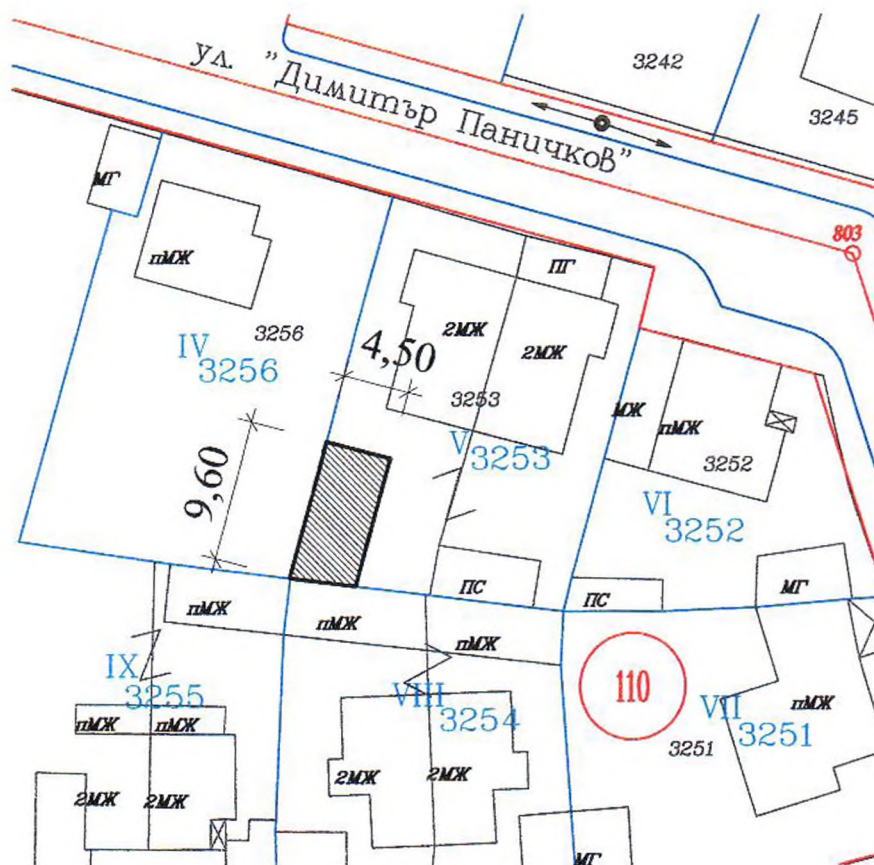 3242
ул. "Димитър Паничков"
3245
803
МГ
ПГ
пМЖ
2МЖ
2МЖ
3256
IV
3256
4,50
3253
МЖ
пМЖ
V
3253
3252
9,60
VI
3252
ПС
ПС
МГ
пМЖ
пМЖ
пМЖ
IX
3255
110
VIII
3254
VII
3251
пМЖ
3251
пМЖ
пМЖ
2МЖ
2МЖ
2МЖ
2МЖ
МГ